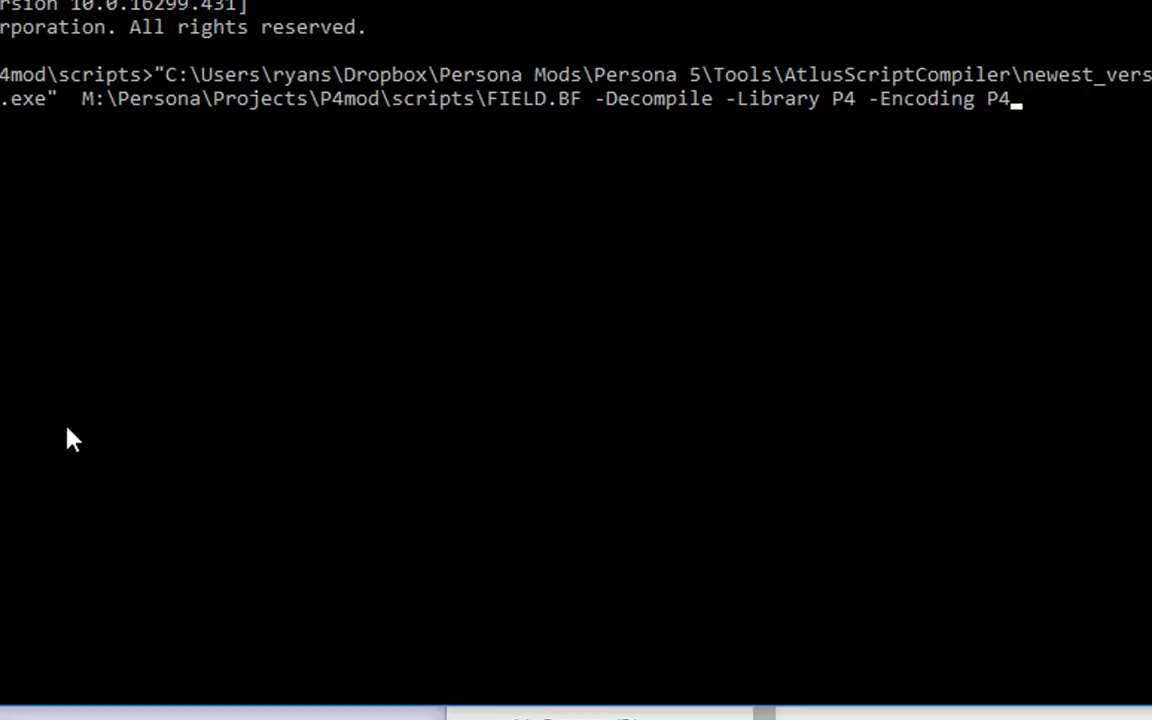 rsion 10.0.16299.431]
rporation. All rights reserved.
4mod\scripts>"C:\Users\ryans\Dropbox\Persona Mods\Persona 5\Tools\AtlusScriptCompiler\newest_vers
.exe"  M:\Persona\Projects\P4mod\scripts\FIELD.BF -Decompile -Library P4 -Encoding P4